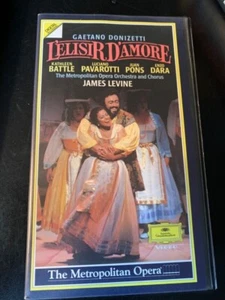 GAETANO DONIZETTI
L'ELISIR D'AMORE
KATHLEEN LUCIANO JUAN ENZO
BATTLE PAVAROTTI PONS DARA
The Metropolitan Opera Orchestra and Chorus
JAMES LEVINE
The Metropolitan Opera